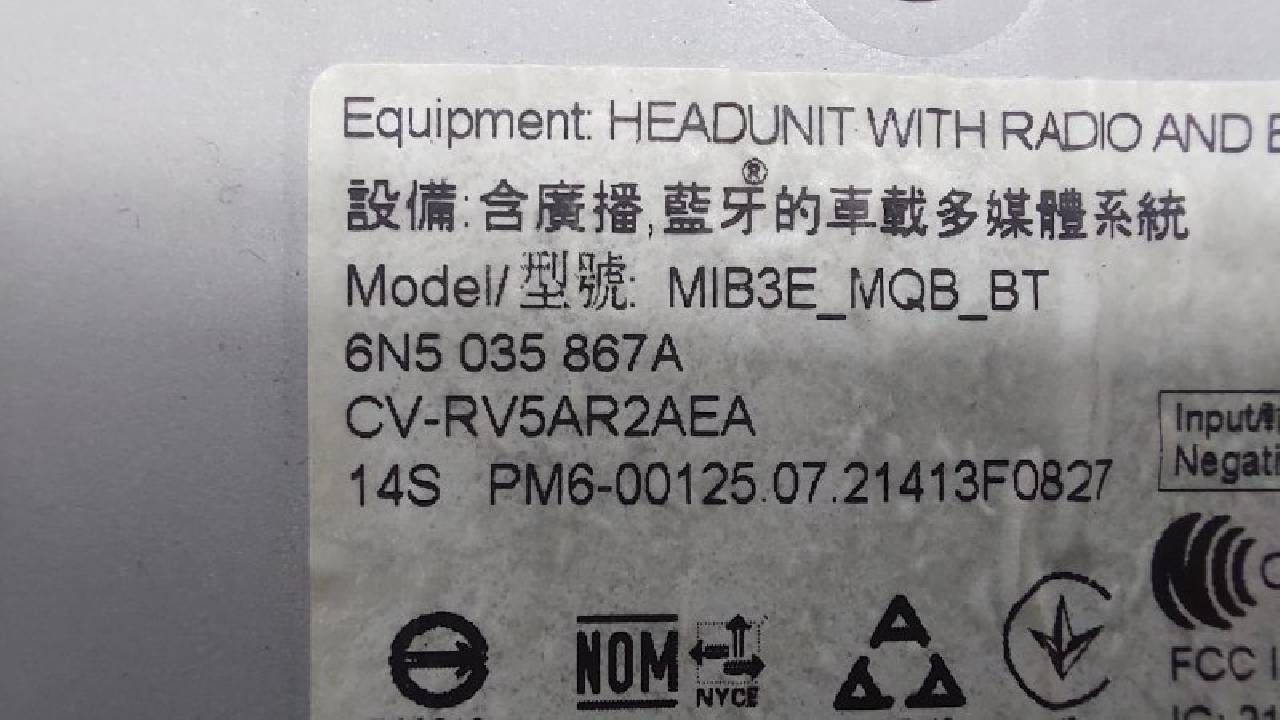 Equipment: HEADUNIT WITH RADIO AND
設備:含廣播,藍牙®的車載多媒體系統
Model/型號: MIB3E_MQB_BT
6N5 035 867A
CV-RV5AR2AEA
14S PM6-00125.07.21413F0827
Input/
Negati
NOM
NYCE
FCC I